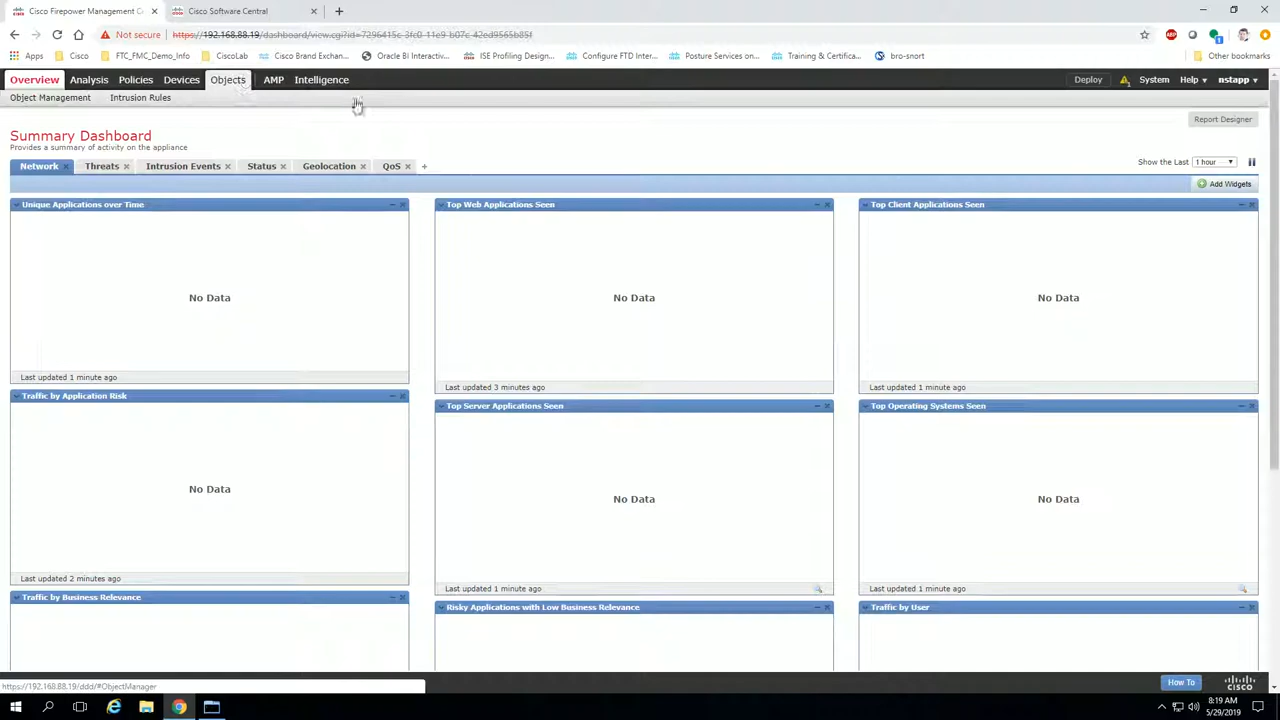 Cisco Firepower Management C
Cisco Software Central
Not secure
https://192.168.88.19/dashboard/view.cgi?id=7296415c-3fc0-11e9-b07c-42ed9565b85f
Apps
Cisco
FTC_FMC_Demo_Info
CiscoLab
Cisco Brand Exchan...
Oracle BI Interactiv...
ISE Profiling Design...
Configure FTD Inter...
Posture Services on...
Training & Certifica...
bro-snort
Other bookmarks
Overview Analysis Policies Devices Objects AMP Intelligence
Deploy System Help nstapp
Object Management Intrusion Rules
Report Designer
Summary Dashboard
Provides a summary of activity on the appliance
Network Threats Intrusion Events Status Geolocation QoS
Show the Last 1 hour
Add Widgets
Unique Applications over Time
Top Web Applications Seen
Top Client Applications Seen
No Data
No Data
No Data
Last updated 1 minute ago
Last updated 3 minutes ago
Last updated 1 minute ago
Traffic by Application Risk
Top Server Applications Seen
Top Operating Systems Seen
No Data
No Data
No Data
Last updated 2 minutes ago
Last updated 1 minute ago
Last updated 1 minute ago
Traffic by Business Relevance
Risky Applications with Low Business Relevance
Traffic by User
https://192.168.88.19/ddd/#ObjectManager
How To
CISCO
8:19 AM
5/29/2019